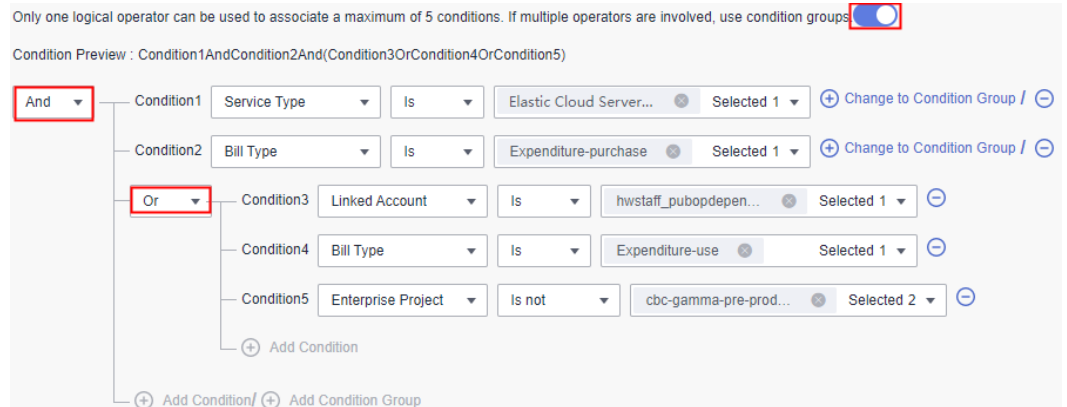 Only one logical operator can be used to associate a maximum of 5 conditions. If multiple operators are involved, use condition groups
Condition Preview : Condition1AndCondition2And(Condition3OrCondition4OrCondition5)
And Condition1 Service Type Is Elastic Cloud Server... Selected 1 Change to Condition Group /
Condition2 Bill Type Is Expenditure-purchase Selected 1 Change to Condition Group /
Or Condition3 Linked Account Is hwstaff_pubopdepen... Selected 1
Condition4 Bill Type Is Expenditure-use Selected 1
Condition5 Enterprise Project Is not cbc-gamma-pre-prod... Selected 2
Add Condition
Add Condition/ Add Condition Group